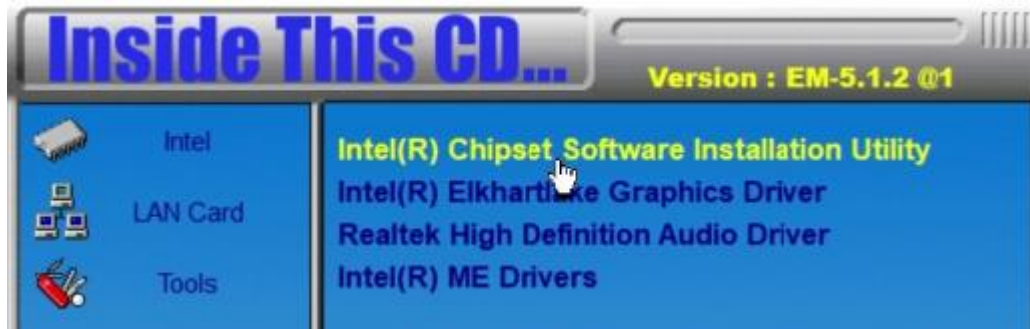 Inside This CD...
Version : EM-5.1.2 @1
Intel
LAN Card
Tools
Intel(R) Chipset Software Installation Utility
Intel(R) Elkhartlake Graphics Driver
Realtek High Definition Audio Driver
Intel(R) ME Drivers